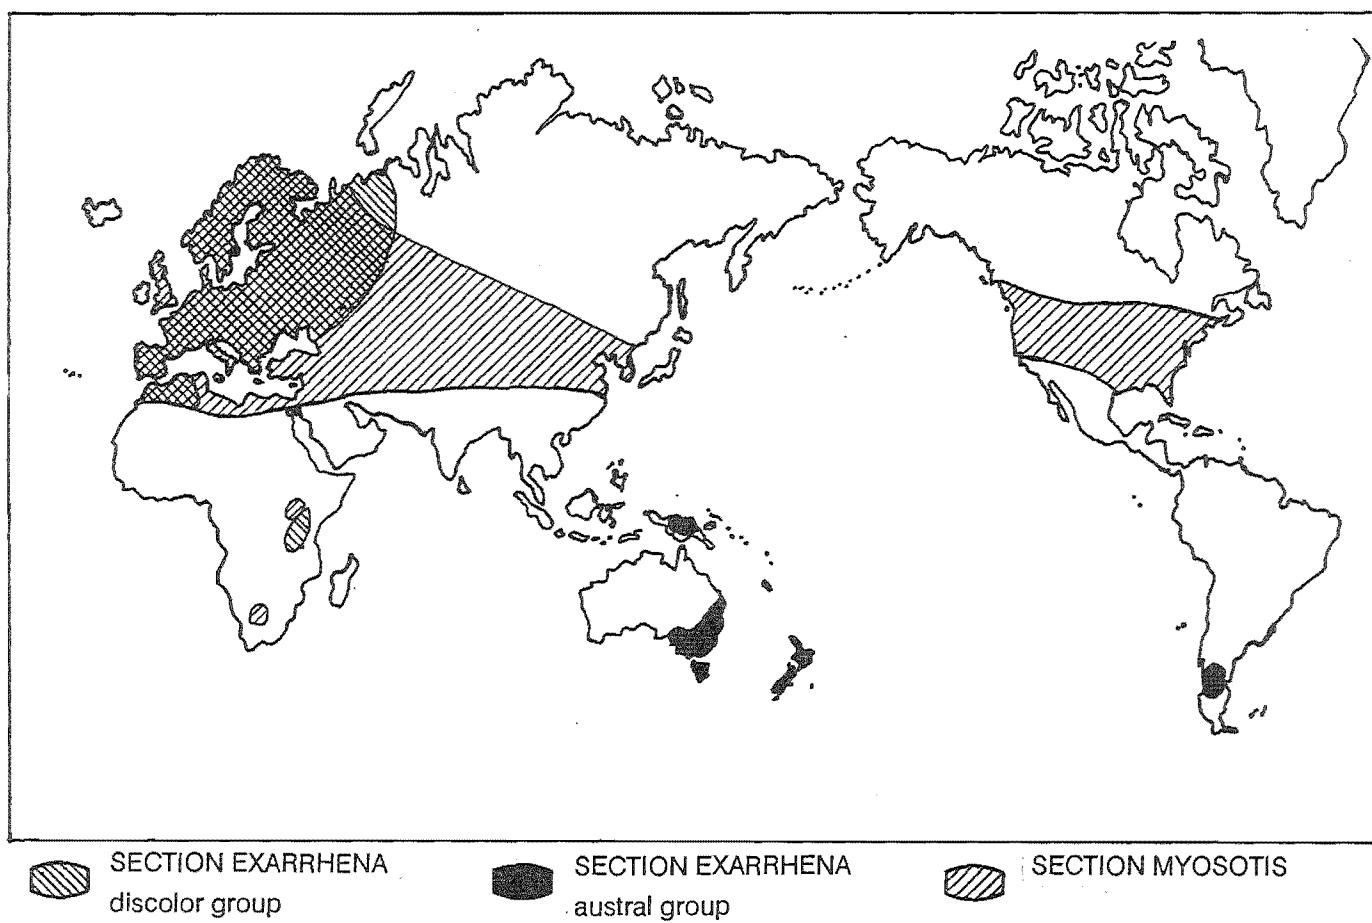 SECTION EXARRHENA
discolor group
SECTION EXARRHENA
austral group
SECTION MYOSOTIS